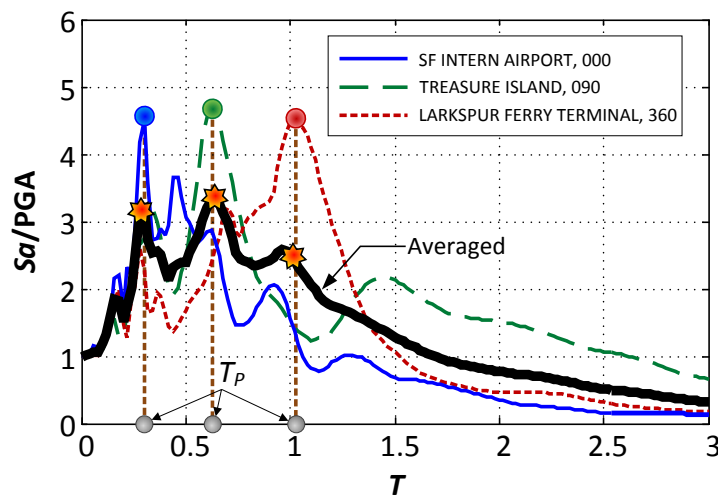 6
5
4
3
2
1
0
Sa/PGA
SF INTERN AIRPORT, 000
TREASURE ISLAND, 090
LARKSPUR FERRY TERMINAL, 360
Averaged
TP
0 0.5 1 1.5 2 2.5 3
T